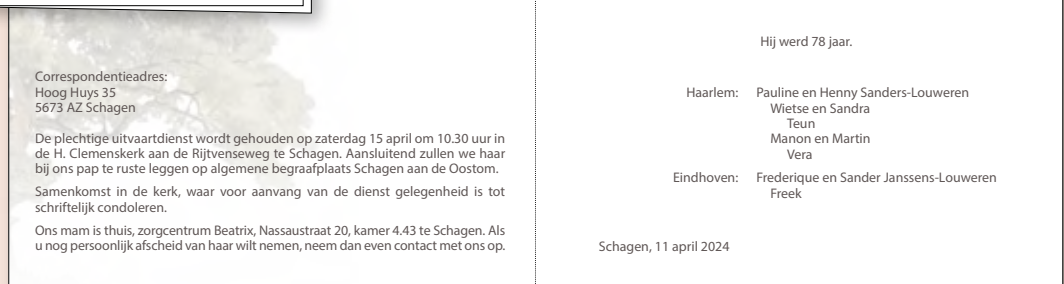 Correspondentieadres:
Hoog Huys 35
5673 AZ Schagen
De plechtige uitvaartdienst wordt gehouden op zaterdag 15 april om 10.30 uur in
de H. Clemenskerk aan de Rijtvenseweg te Schagen. Aansluitend zullen we haar
bij ons pap te ruste leggen op algemene begraafplaats Schagen aan de Oostom.
Samenkomst in de kerk, waar voor aanvang van de dienst gelegenheid is tot
schriftelijk condoleren.
Ons mam is thuis, zorgcentrum Beatrix, Nassaustraat 20, kamer 4.43 te Schagen. Als
u nog persoonlijk afscheid van haar wilt nemen, neem dan even contact met ons op.
Hij werd 78 jaar.
Haarlem: Pauline en Henny Sanders-Louweren
Wietse en Sandra
Teun
Manon en Martin
Vera
Eindhoven: Frederique en Sander Janssens-Louweren
Freek
Schagen, 11 april 2024